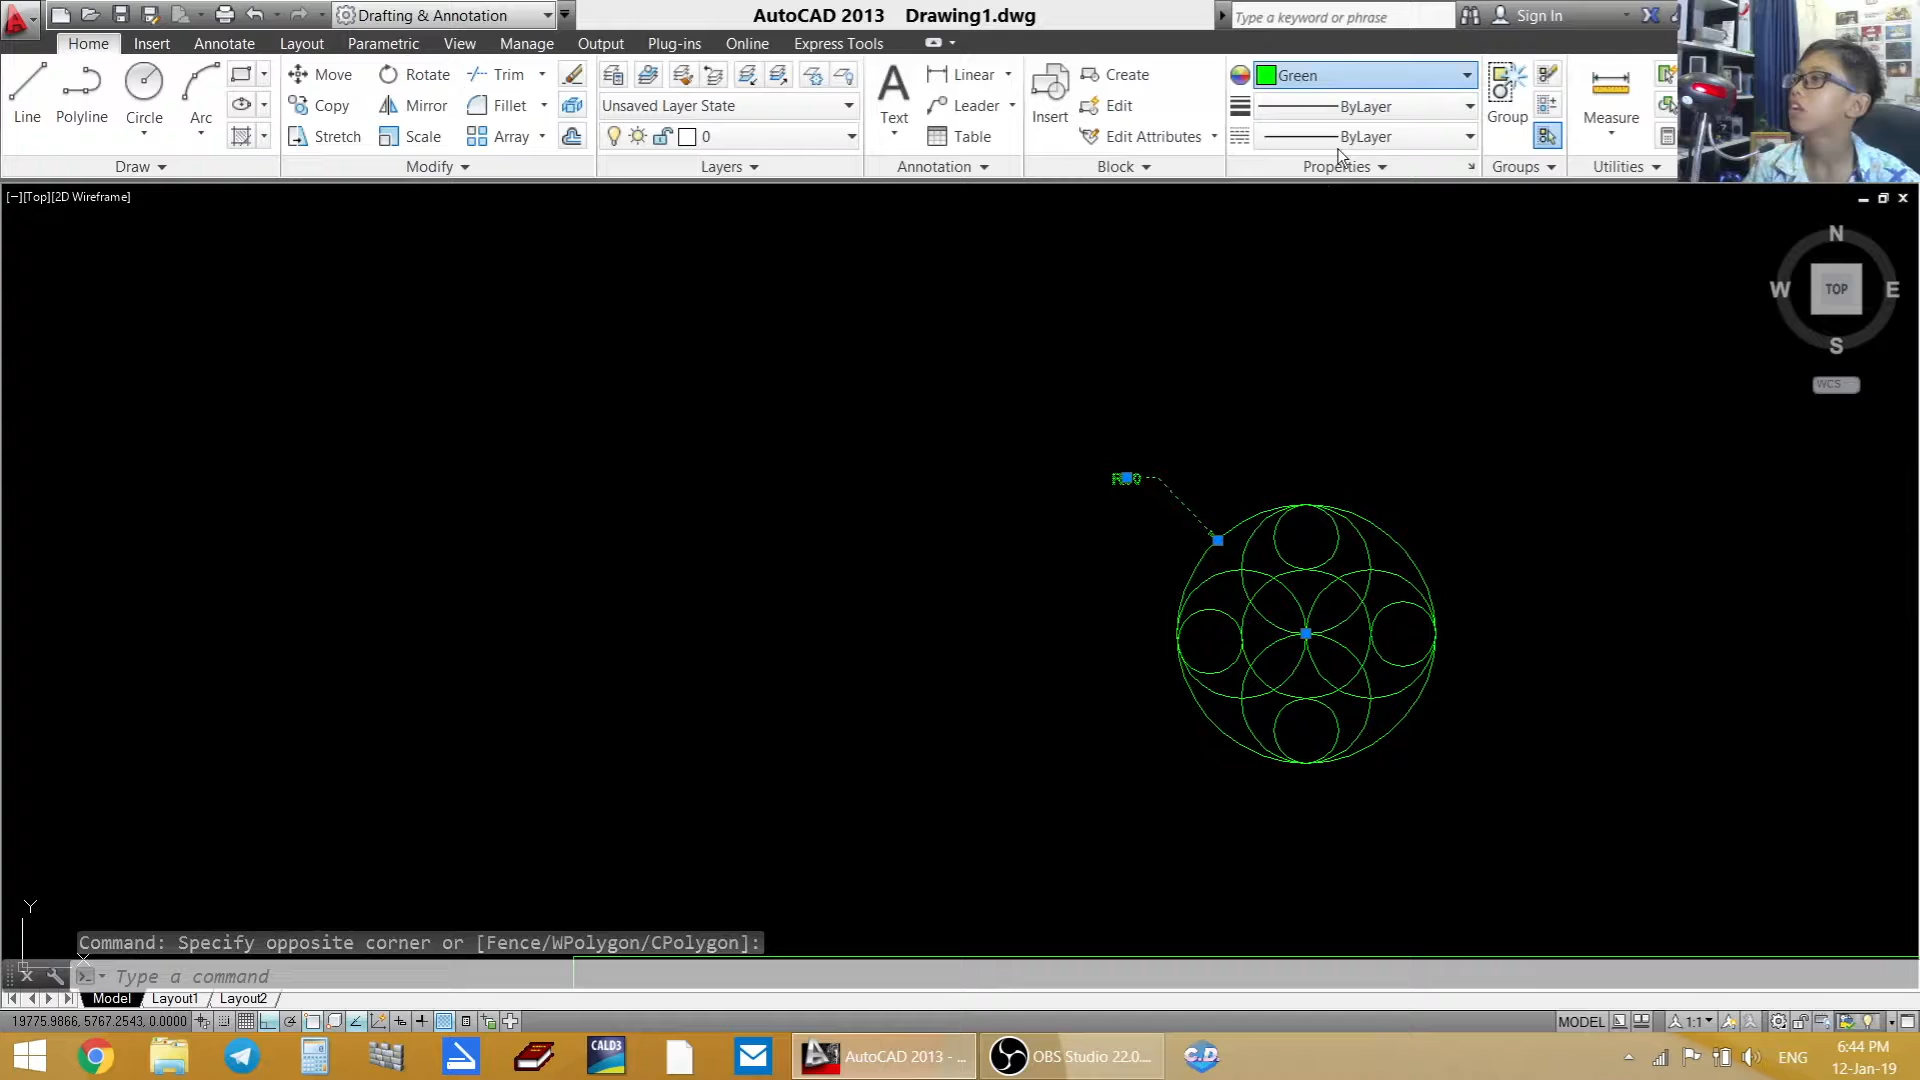 Drafting & Annotation
AutoCAD 2013 Drawing1.dwg
Type a keyword or phrase
Sign In
Home Insert Annotate Layout Parametric View Manage Output Plug-ins Online Express Tools
Line Polyline Circle Arc
Move Rotate Trim
Copy Mirror Fillet
Stretch Scale Array
Unsaved Layer State
0
Text
Linear
Leader
Table
Insert
Create
Edit
Edit Attributes
Green
ByLayer
ByLayer
Group
Measure
Draw Modify Layers Annotation Block Properties Groups Utilities
[−][Top][2D Wireframe]
N
W TOP E
S
WCS
Y
Command: Specify opposite corner or [Fence/WPolygon/CPolygon]:
Type a command
Model Layout1 Layout2
19775.9866, 5767.2543, 0.0000
MODEL
1:1
CALD3
AutoCAD 2013 - ...
OBS Studio 22.0...
C.D
ENG
6:44 PM
12-Jan-19